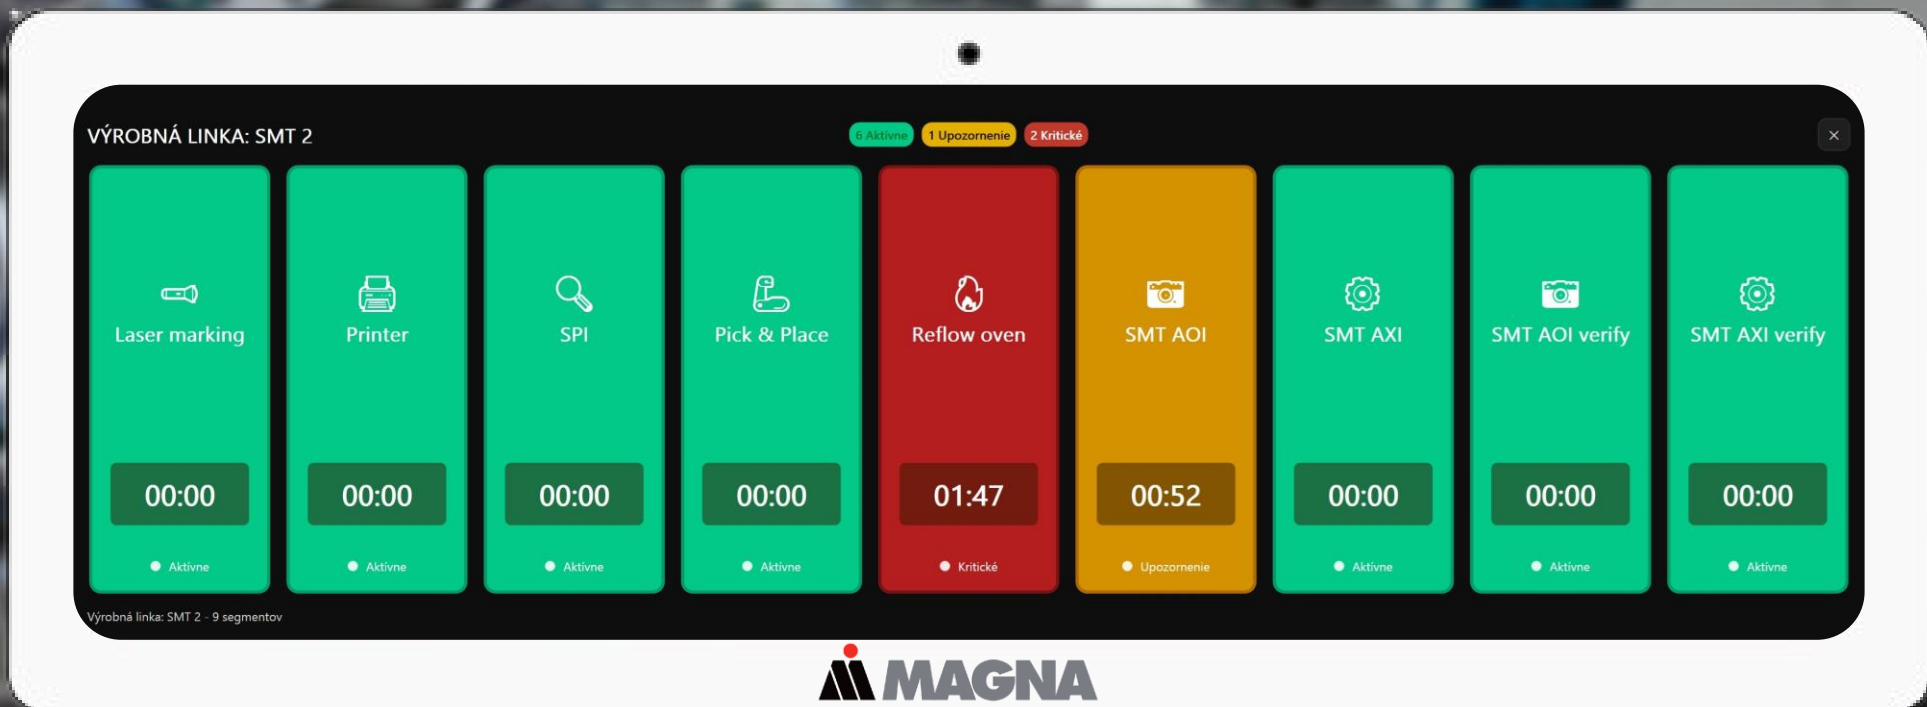 VÝROBNÁ LINKA: SMT 2
6 Aktívne
1 Upozornenie
2 Kritické
Laser marking
00:00
Aktívne
Printer
00:00
Aktívne
SPI
00:00
Aktívne
Pick & Place
00:00
Aktívne
Reflow oven
01:47
Kritické
SMT AOI
00:52
Upozornenie
SMT AXI
00:00
Aktívne
SMT AOI verify
00:00
Aktívne
SMT AXI verify
00:00
Aktívne
Výrobná linka: SMT 2 - 9 segmentov
MAGNA